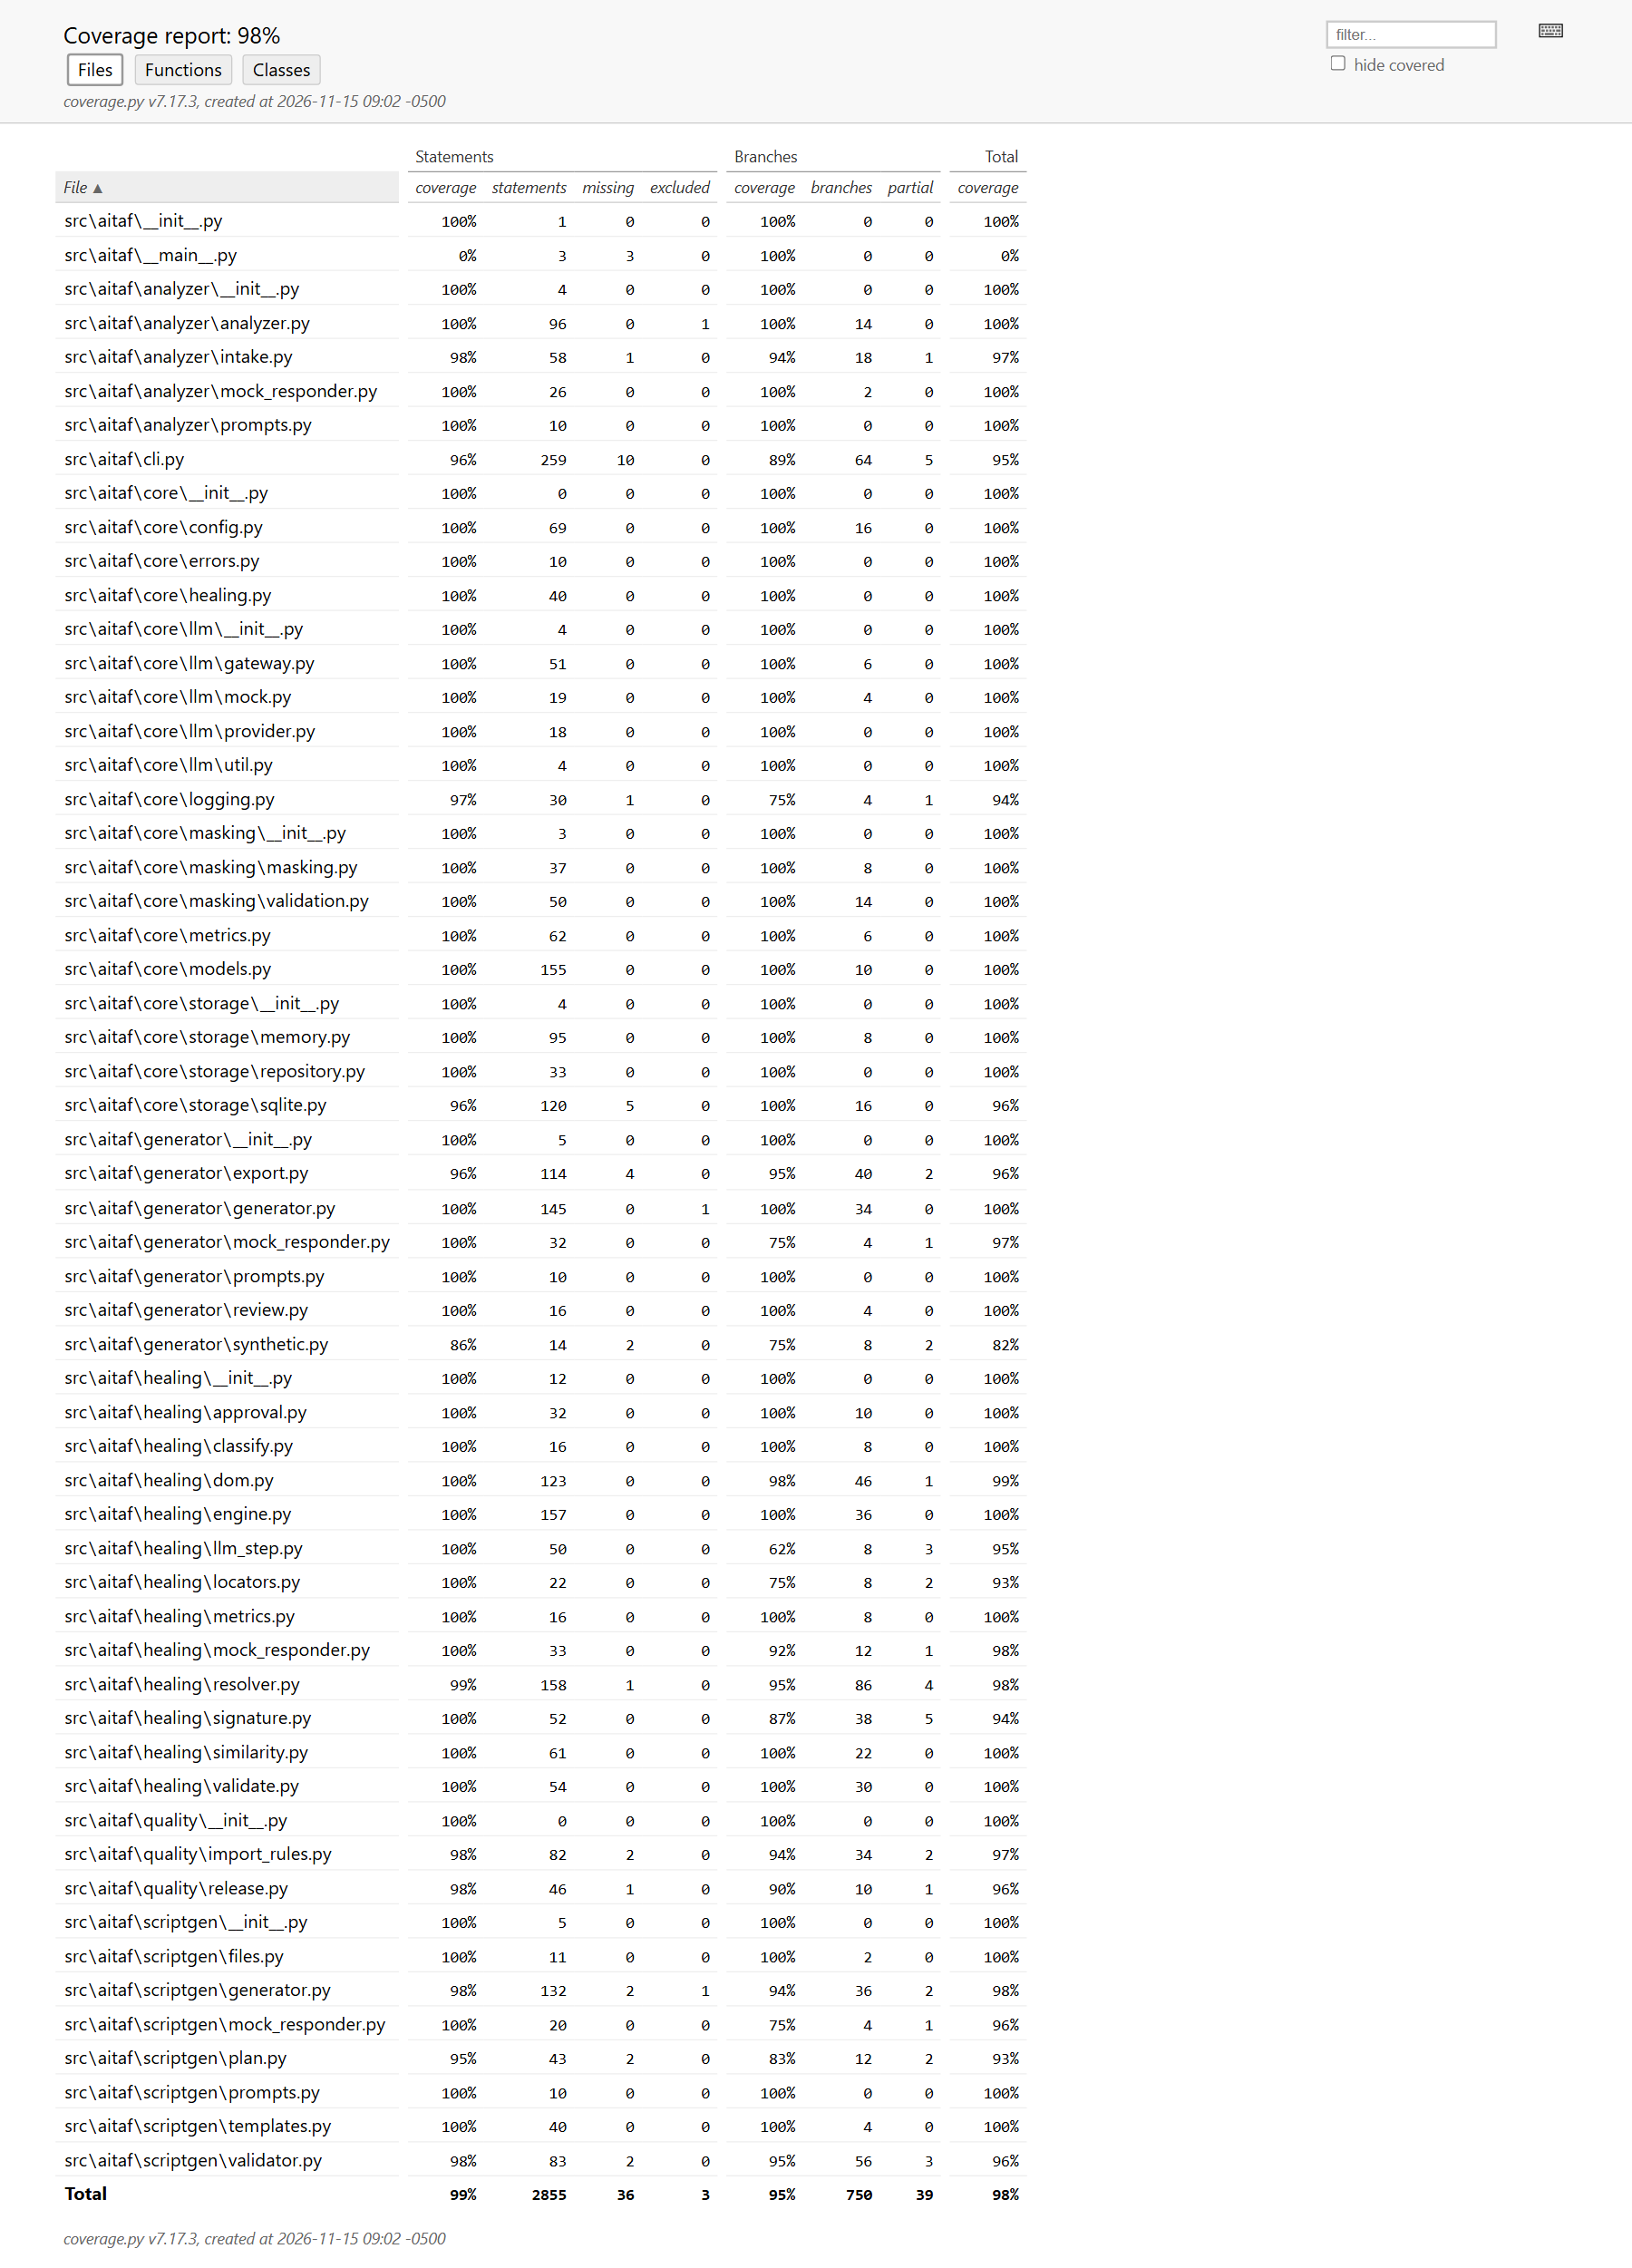 Coverage report: 98%
filter...
Files Functions Classes
hide covered
coverage.py v7.17.3, created at 2026-11-15 09:02 -0500
Statements Branches Total
File ▲ coverage statements missing excluded coverage branches partial coverage
src\aitaf\__init__.py 100% 1 0 0 100% 0 0 100%
src\aitaf\__main__.py 0% 3 3 0 100% 0 0 0%
src\aitaf\analyzer\__init__.py 100% 4 0 0 100% 0 0 100%
src\aitaf\analyzer\analyzer.py 100% 96 0 1 100% 14 0 100%
src\aitaf\analyzer\intake.py 98% 58 1 0 94% 18 1 97%
src\aitaf\analyzer\mock_responder.py 100% 26 0 0 100% 2 0 100%
src\aitaf\analyzer\prompts.py 100% 10 0 0 100% 0 0 100%
src\aitaf\cli.py 96% 259 10 0 89% 64 5 95%
src\aitaf\core\__init__.py 100% 0 0 0 100% 0 0 100%
src\aitaf\core\config.py 100% 69 0 0 100% 16 0 100%
src\aitaf\core\errors.py 100% 10 0 0 100% 0 0 100%
src\aitaf\core\healing.py 100% 40 0 0 100% 0 0 100%
src\aitaf\core\llm\__init__.py 100% 4 0 0 100% 0 0 100%
src\aitaf\core\llm\gateway.py 100% 51 0 0 100% 6 0 100%
src\aitaf\core\llm\mock.py 100% 19 0 0 100% 4 0 100%
src\aitaf\core\llm\provider.py 100% 18 0 0 100% 0 0 100%
src\aitaf\core\llm\util.py 100% 4 0 0 100% 0 0 100%
src\aitaf\core\logging.py 97% 30 1 0 75% 4 1 94%
src\aitaf\core\masking\__init__.py 100% 3 0 0 100% 0 0 100%
src\aitaf\core\masking\masking.py 100% 37 0 0 100% 8 0 100%
src\aitaf\core\masking\validation.py 100% 50 0 0 100% 14 0 100%
src\aitaf\core\metrics.py 100% 62 0 0 100% 6 0 100%
src\aitaf\core\models.py 100% 155 0 0 100% 10 0 100%
src\aitaf\core\storage\__init__.py 100% 4 0 0 100% 0 0 100%
src\aitaf\core\storage\memory.py 100% 95 0 0 100% 8 0 100%
src\aitaf\core\storage\repository.py 100% 33 0 0 100% 0 0 100%
src\aitaf\core\storage\sqlite.py 96% 120 5 0 100% 16 0 96%
src\aitaf\generator\__init__.py 100% 5 0 0 100% 0 0 100%
src\aitaf\generator\export.py 96% 114 4 0 95% 40 2 96%
src\aitaf\generator\generator.py 100% 145 0 1 100% 34 0 100%
src\aitaf\generator\mock_responder.py 100% 32 0 0 75% 4 1 97%
src\aitaf\generator\prompts.py 100% 10 0 0 100% 0 0 100%
src\aitaf\generator\review.py 100% 16 0 0 100% 4 0 100%
src\aitaf\generator\synthetic.py 86% 14 2 0 75% 8 2 82%
src\aitaf\healing\__init__.py 100% 12 0 0 100% 0 0 100%
src\aitaf\healing\approval.py 100% 32 0 0 100% 10 0 100%
src\aitaf\healing\classify.py 100% 16 0 0 100% 8 0 100%
src\aitaf\healing\dom.py 100% 123 0 0 98% 46 1 99%
src\aitaf\healing\engine.py 100% 157 0 0 100% 36 0 100%
src\aitaf\healing\llm_step.py 100% 50 0 0 62% 8 3 95%
src\aitaf\healing\locators.py 100% 22 0 0 75% 8 2 93%
src\aitaf\healing\metrics.py 100% 16 0 0 100% 8 0 100%
src\aitaf\healing\mock_responder.py 100% 33 0 0 92% 12 1 98%
src\aitaf\healing\resolver.py 99% 158 1 0 95% 86 4 98%
src\aitaf\healing\signature.py 100% 52 0 0 87% 38 5 94%
src\aitaf\healing\similarity.py 100% 61 0 0 100% 22 0 100%
src\aitaf\healing\validate.py 100% 54 0 0 100% 30 0 100%
src\aitaf\quality\__init__.py 100% 0 0 0 100% 0 0 100%
src\aitaf\quality\import_rules.py 98% 82 2 0 94% 34 2 97%
src\aitaf\quality\release.py 98% 46 1 0 90% 10 1 96%
src\aitaf\scriptgen\__init__.py 100% 5 0 0 100% 0 0 100%
src\aitaf\scriptgen\files.py 100% 11 0 0 100% 2 0 100%
src\aitaf\scriptgen\generator.py 98% 132 2 1 94% 36 2 98%
src\aitaf\scriptgen\mock_responder.py 100% 20 0 0 75% 4 1 96%
src\aitaf\scriptgen\plan.py 95% 43 2 0 83% 12 2 93%
src\aitaf\scriptgen\prompts.py 100% 10 0 0 100% 0 0 100%
src\aitaf\scriptgen\templates.py 100% 40 0 0 100% 4 0 100%
src\aitaf\scriptgen\validator.py 98% 83 2 0 95% 56 3 96%
Total 99% 2855 36 3 95% 750 39 98%
coverage.py v7.17.3, created at 2026-11-15 09:02 -0500